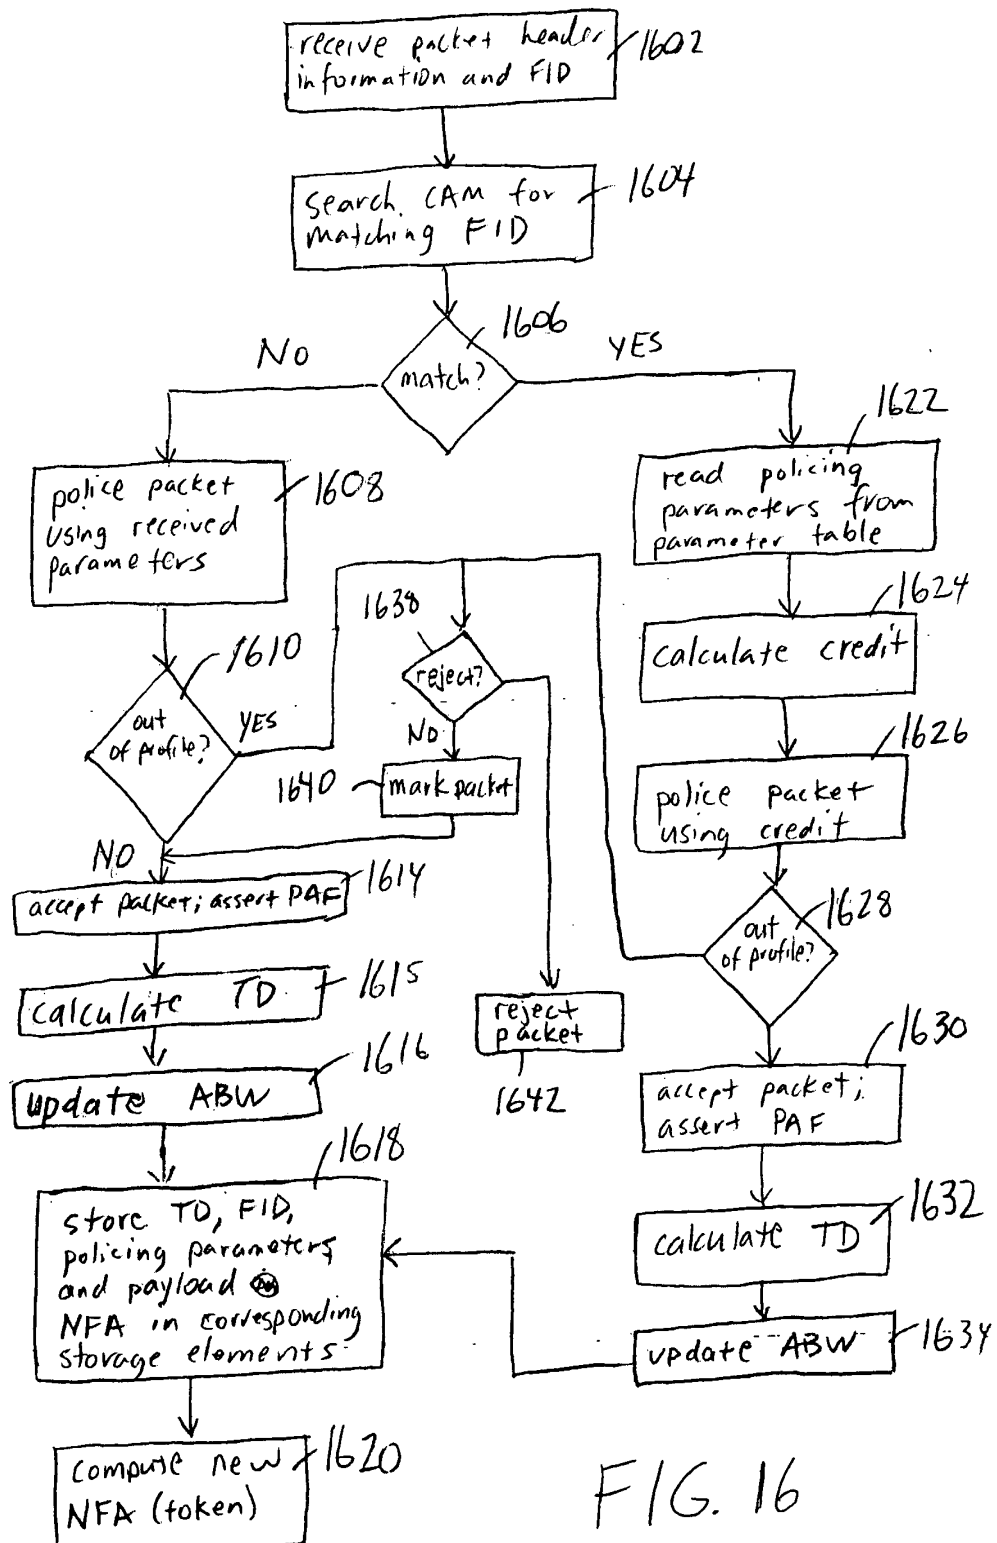 receive packet header
information and FID
1602
search CAM for
matching FID
1604
1606
match?
NO
YES
police packet
using received
parameters
1608
1622
read policing
parameters from
parameter table
1638
reject?
1624
calculate credit
1610
out
of profile?
YES
NO
1640
mark packet
1626
police packet
using credit
NO
1614
accept packet; assert PAF
1628
out
of profile?
calculate TD
1615
reject
packet
1642
1630
accept packet;
assert PAF
update ABW
1616
1618
store TD, FID,
policing parameters,
and payload @
NFA in corresponding
storage elements
1632
calculate TD
update ABW
1634
compute new
NFA (token)
1620
FIG. 16